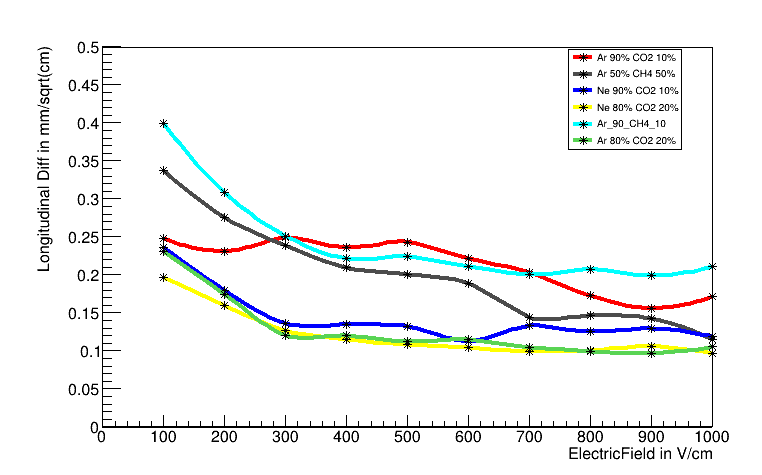 Longitudinal Diff in mm/sqrt(cm)
0.5
0.45
0.4
0.35
0.3
0.25
0.2
0.15
0.1
0.05
0
Ar 90% CO2 10%
Ar 50% CH4 50%
Ne 90% CO2 10%
Ne 80% CO2 20%
Ar_90_CH4_10
Ar 80% CO2 20%
0 100 200 300 400 500 600 700 800 900 1000
ElectricField in V/cm